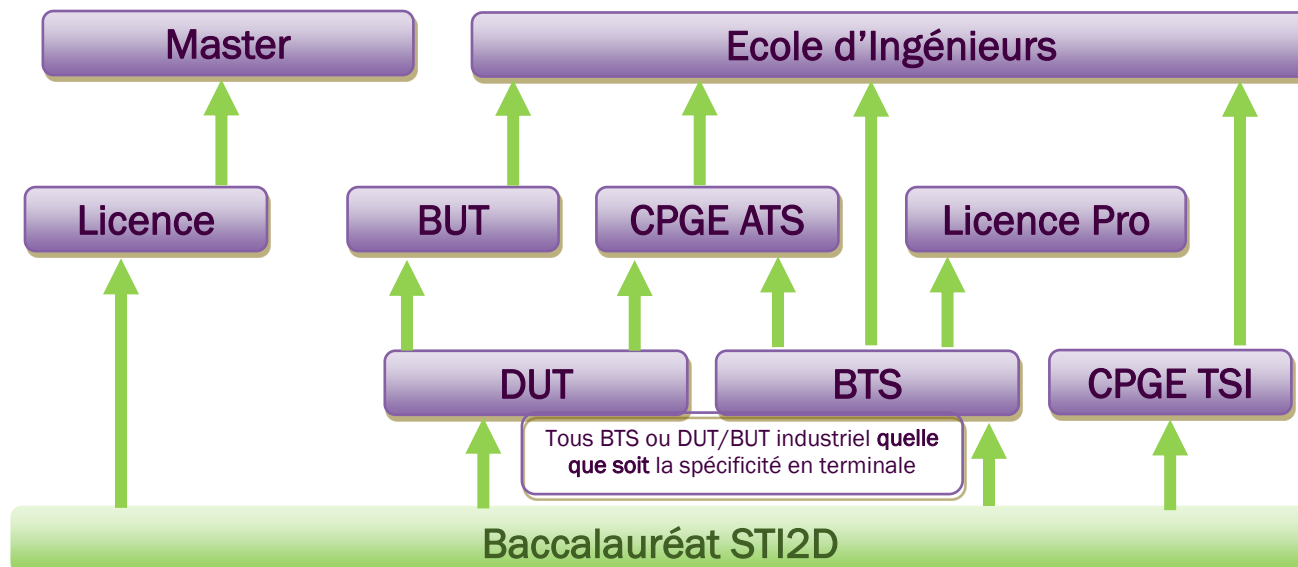 Master
Ecole d'Ingénieurs
Licence
BUT
CPGE ATS
Licence Pro
DUT
BTS
CPGE TSI
Tous BTS ou DUT/BUT industriel quelle
que soit la spécificité en terminale
Baccalauréat STI2D